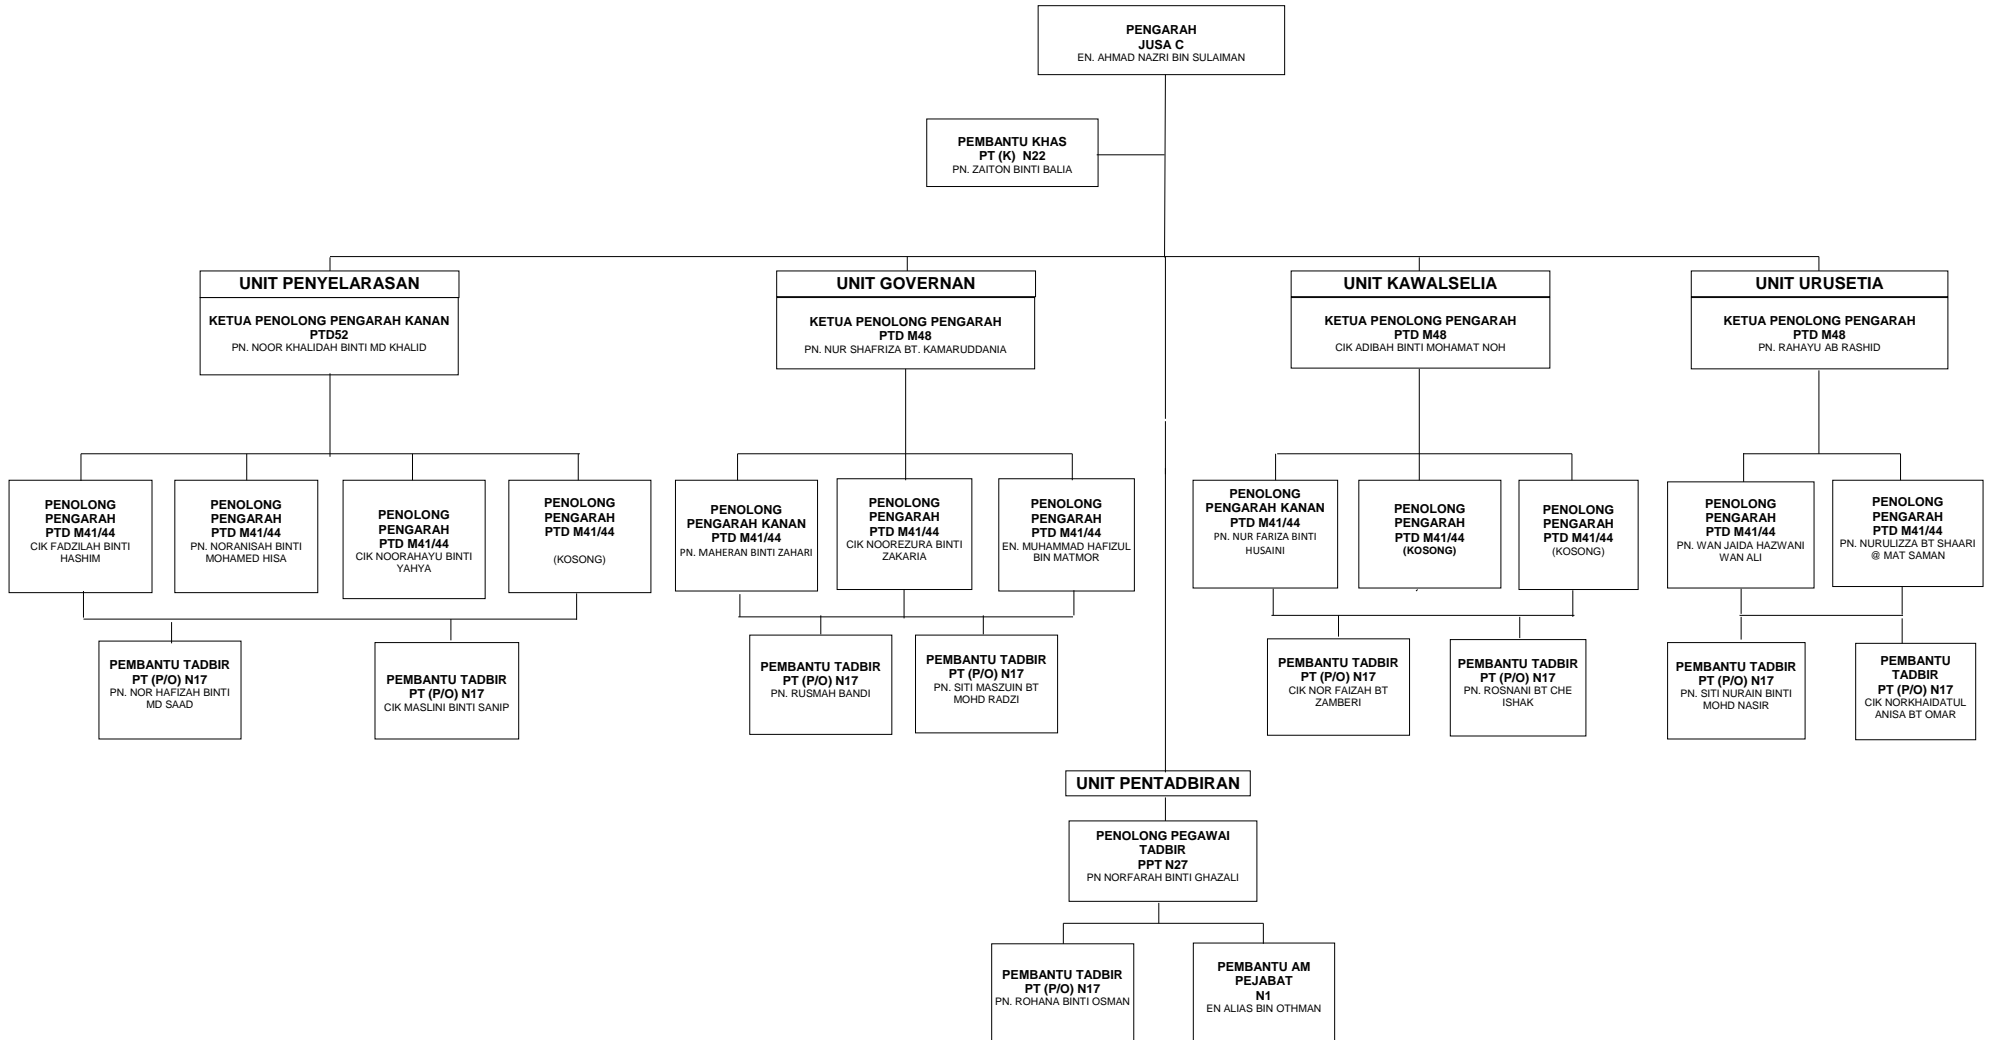 PENGARAH
JUSA C
EN. AHMAD NAZRI BIN SULAIMAN
PEMBANTU KHAS
PT (K) N22
PN. ZAITON BINTI BALIA
UNIT PENYELARASAN
KETUA PENOLONG PENGARAH KANAN
PTD52
PN. NOOR KHALIDAH BINTI MD KHALID
UNIT GOVERNAN
KETUA PENOLONG PENGARAH
PTD M48
PN. NUR SHAFRIZA BT. KAMARUDDANIA
UNIT KAWALSELIA
KETUA PENOLONG PENGARAH
PTD M48
CIK ADIBAH BINTI MOHAMAT NOH
UNIT URUSETIA
KETUA PENOLONG PENGARAH
PTD M48
PN. RAHAYU AB RASHID
PENOLONG
PENGARAH
PTD M41/44
CIK FADZILAH BINTI
HASHIM
PENOLONG
PENGARAH
PTD M41/44
PN. NORANISAH BINTI
MOHAMED HISA
PENOLONG
PENGARAH
PTD M41/44
CIK NOORAHAYU BINTI
YAHYA
PENOLONG
PENGARAH
PTD M41/44
(KOSONG)
PENOLONG
PENGARAH KANAN
PTD M41/44
PN. MAHERAN BINTI ZAHARI
PENOLONG
PENGARAH
PTD M41/44
CIK NOOREZURA BINTI
ZAKARIA
PENOLONG
PENGARAH
PTD M41/44
EN. MUHAMMAD HAFIZUL
BIN MATMOR
PENOLONG
PENGARAH KANAN
PTD M41/44
PN. NUR FARIZA BINTI
HUSAINI
PENOLONG
PENGARAH
PTD M41/44
(KOSONG)
PENOLONG
PENGARAH
PTD M41/44
(KOSONG)
PENOLONG
PENGARAH
PTD M41/44
PN. WAN JAIDA HAZWANI
WAN ALI
PENOLONG
PENGARAH
PTD M41/44
PN. NURULIZZA BT SHAARI
@ MAT SAMAN
PEMBANTU TADBIR
PT (P/O) N17
PN. NOR HAFIZAH BINTI
MD SAAD
PEMBANTU TADBIR
PT (P/O) N17
CIK MASLINI BINTI SANIP
PEMBANTU TADBIR
PT (P/O) N17
PN. RUSMAH BANDI
PEMBANTU TADBIR
PT (P/O) N17
PN. SITI MASZUIN BT
MOHD RADZI
PEMBANTU TADBIR
PT (P/O) N17
CIK NOR FAIZAH BT
ZAMBERI
PEMBANTU TADBIR
PT (P/O) N17
PN. ROSNANI BT CHE
ISHAK
PEMBANTU TADBIR
PT (P/O) N17
PN. SITI NURAIN BINTI
MOHD NASIR
PEMBANTU
TADBIR
PT (P/O) N17
CIK NORKHAIDATUL
ANISA BT OMAR
UNIT PENTADBIRAN
PENOLONG PEGAWAI
TADBIR
PPT N27
PN NORFARAH BINTI GHAZALI
PEMBANTU TADBIR
PT (P/O) N17
PN. ROHANA BINTI OSMAN
PEMBANTU AM
PEJABAT
N1
EN ALIAS BIN OTHMAN